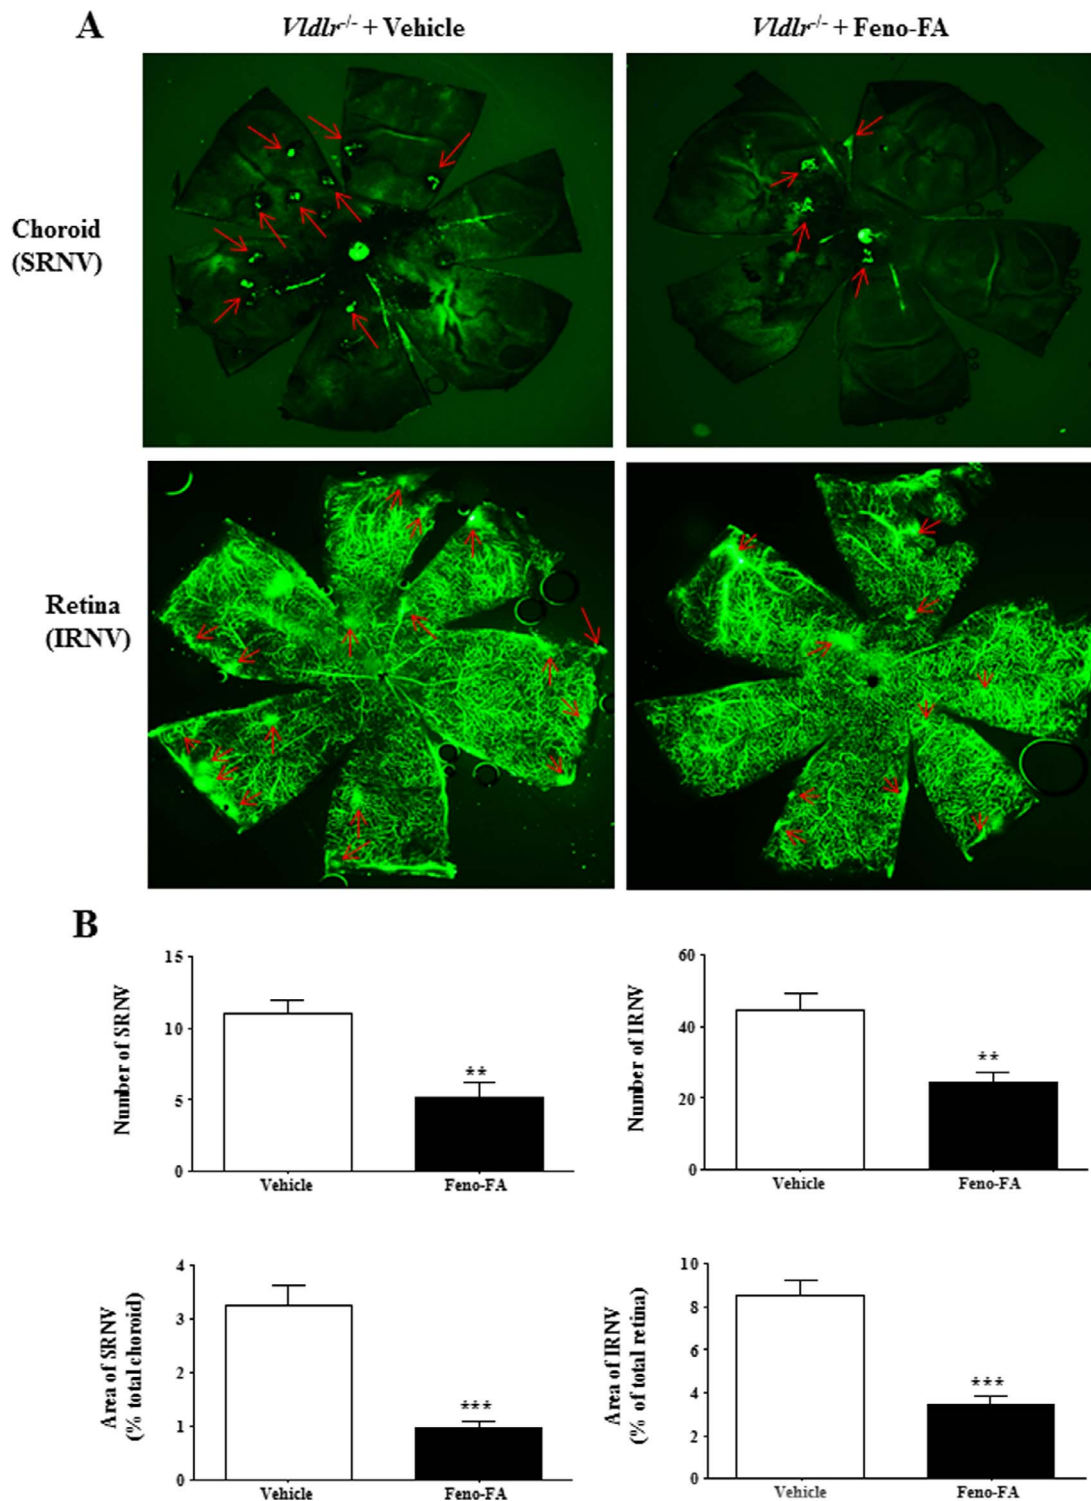 A
Vldlr-/- + Vehicle
Vldlr-/- + Feno-FA
Choroid
(SRNV)
Retina
(IRNV)
B
Number of SRNV
15
10
5
0
**
Vehicle
Feno-FA
Number of IRNV
60
40
20
0
**
Vehicle
Feno-FA
Area of SRNV
(% total choroid)
4
3
2
1
0
***
Vehicle
Feno-FA
Area of IRNV
(% of total retina)
10
8
6
4
2
0
***
Vehicle
Feno-FA